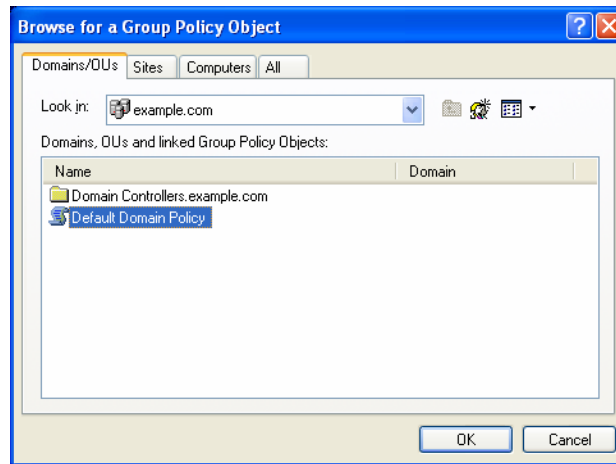 Browse for a Group Policy Object
Domains/OUs Sites Computers All
Look in: example.com
Domains, OUs and linked Group Policy Objects:
Name Domain
Domain Controllers.example.com
Default Domain Policy
OK Cancel